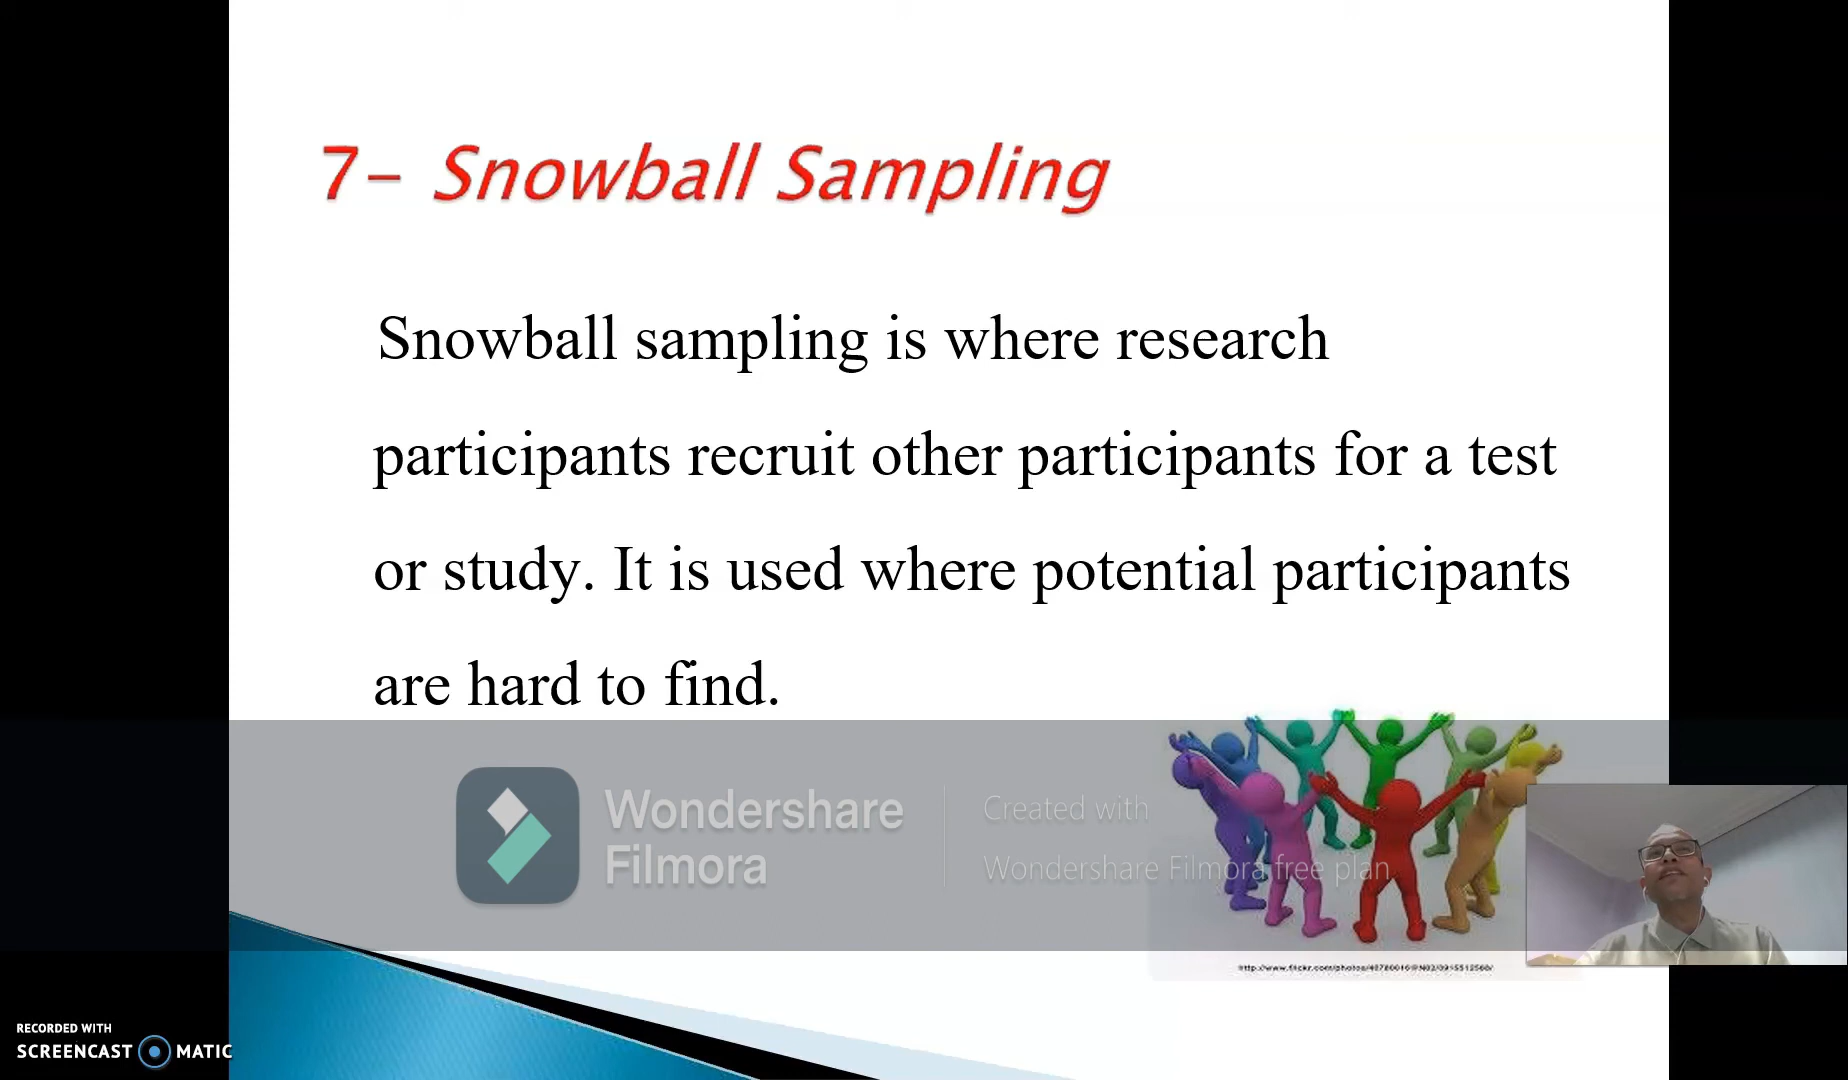 7- Snowball Sampling
Snowball sampling is where research
participants recruit other participants for a test
or study. It is used where potential participants
are hard to find.
Wondershare
Filmora
Created with
Wondershare Filmora free plan
RECORDED WITH
SCREENCAST MATIC